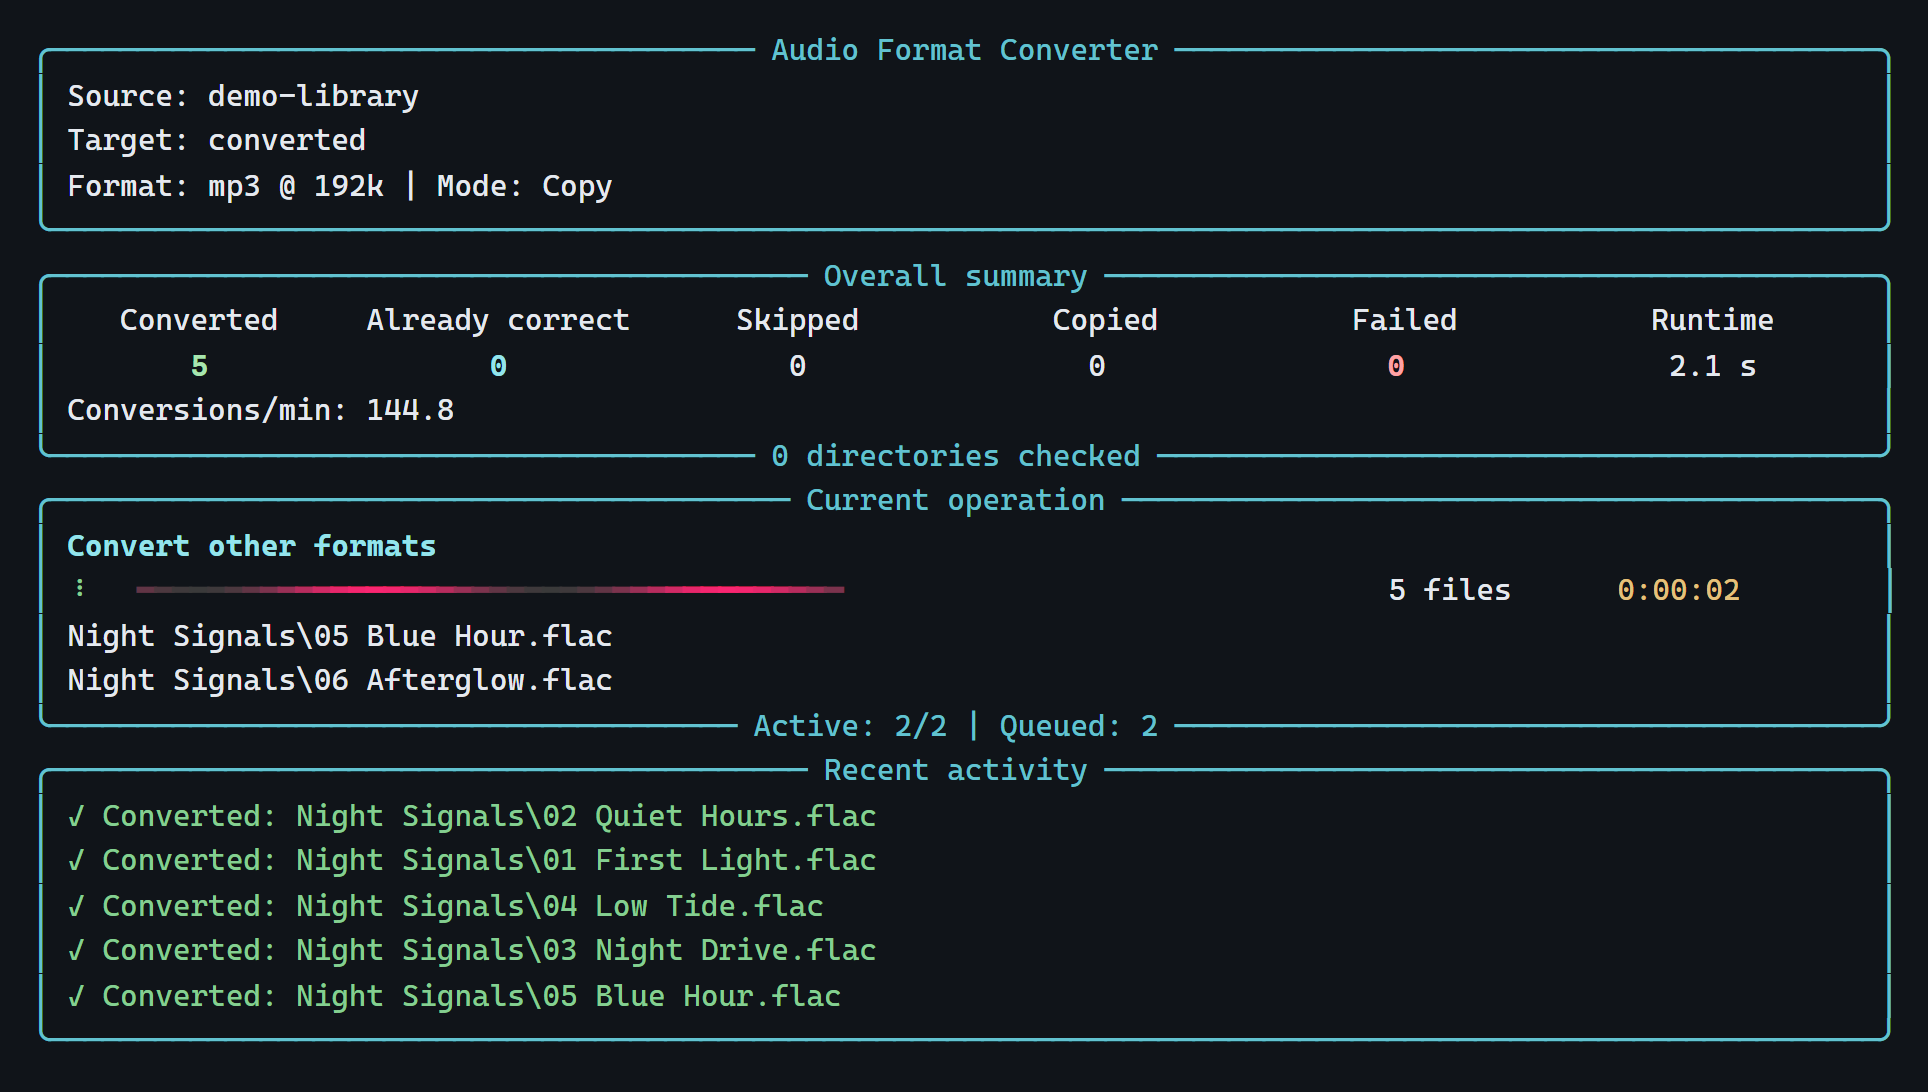 Audio Format Converter
Source: demo-library
Target: converted
Format: mp3 @ 192k | Mode: Copy
Overall summary
Converted Already correct Skipped Copied Failed Runtime
5 0 0 0 0 2.1 s
Conversions/min: 144.8
0 directories checked
Current operation
Convert other formats
5 files 0:00:02
Night Signals\05 Blue Hour.flac
Night Signals\06 Afterglow.flac
Active: 2/2 | Queued: 2
Recent activity
√ Converted: Night Signals\02 Quiet Hours.flac
√ Converted: Night Signals\01 First Light.flac
√ Converted: Night Signals\04 Low Tide.flac
√ Converted: Night Signals\03 Night Drive.flac
√ Converted: Night Signals\05 Blue Hour.flac